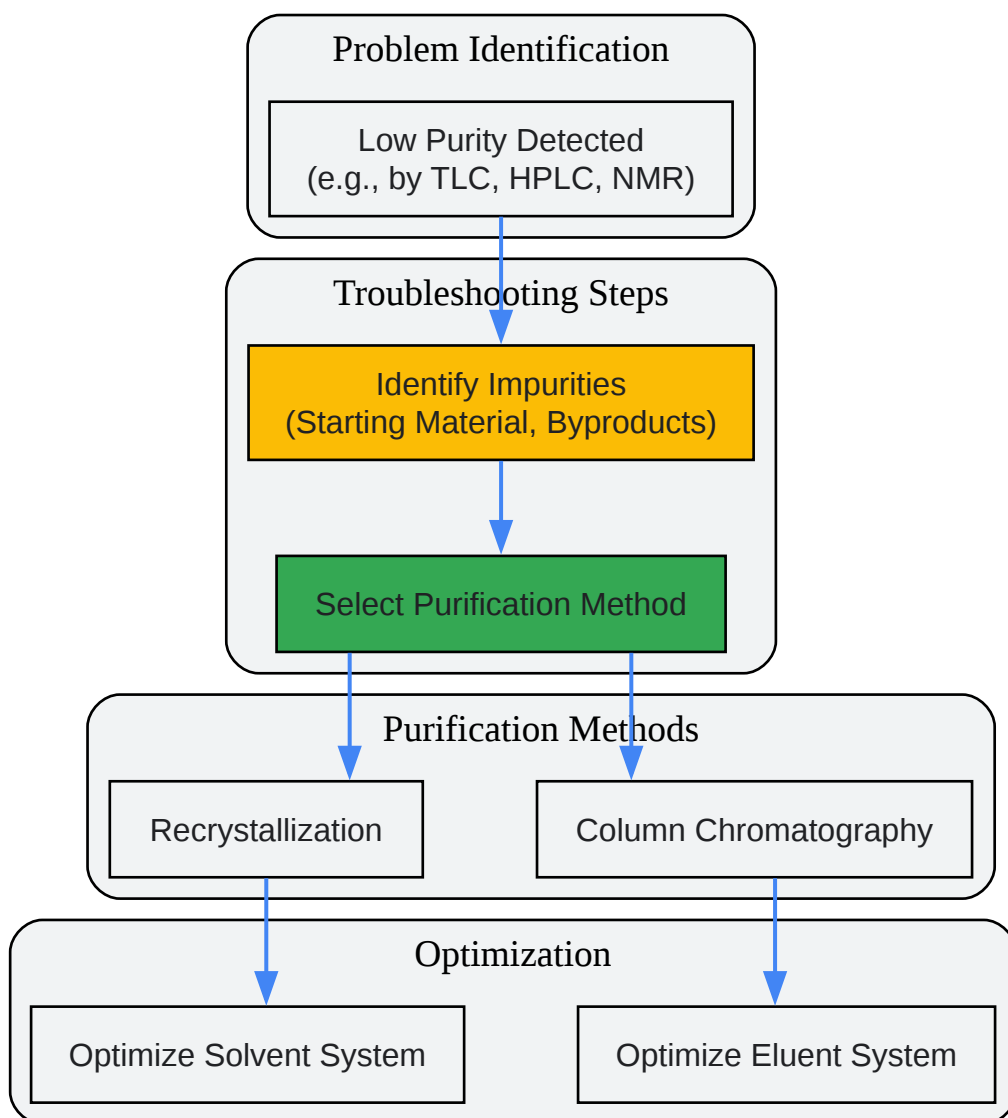 Problem Identification
Low Purity Detected
(e.g., by TLC, HPLC, NMR)
Troubleshooting Steps
Identify Impurities
(Starting Material, Byproducts)
Select Purification Method
Purification Methods
Recrystallization
Column Chromatography
Optimization
Optimize Solvent System
Optimize Eluent System